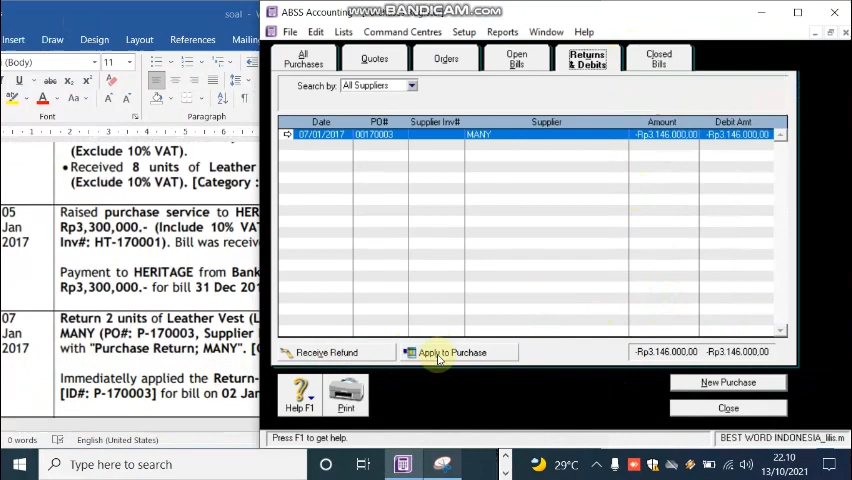 soal
ABSS Accounting
www.BANDICAM.com
Insert Draw Design Layout References Mailin
File Edit Lists Command Centres Setup Reports Window Help
(Body)
11
Font
Paragraph
All Purchases
Quotes
Orders
Open Bills
Returns & Debits
Closed Bills
Search by: All Suppliers
Date PO# Supplier Inv# Supplier Amount Debit Amt
07/01/2017 00170003 MANY -Rp3.146.000,00 -Rp3.146.000,00
(Exclude 10% VAT).
•Received 8 units of Leather
(Exclude 10% VAT). [Category :
05 Jan 2017
Raised purchase service to HER
Rp3,300,000.- (Include 10% VA
Inv#: HT-170001). Bill was receiv
Payment to HERITAGE from Bank
Rp3,300,000.- for bill 31 Dec 201
07 Jan 2017
Return 2 units of Leather Vest (L
MANY (PO#: P-170003, Supplier
with "Purchase Return; MANY". [
Immediatelly applied the Return-
[ID#: P-170003] for bill on 02 Jan
Receive Refund
Apply to Purchase
-Rp3.146.000,00 -Rp3.146.000,00
Help F1
Print
New Purchase
Close
0 words English (United States)
Press F1 to get help.
BEST WORD INDONESIA_lilis.m
Type here to search
29°C
22.10
13/10/2021